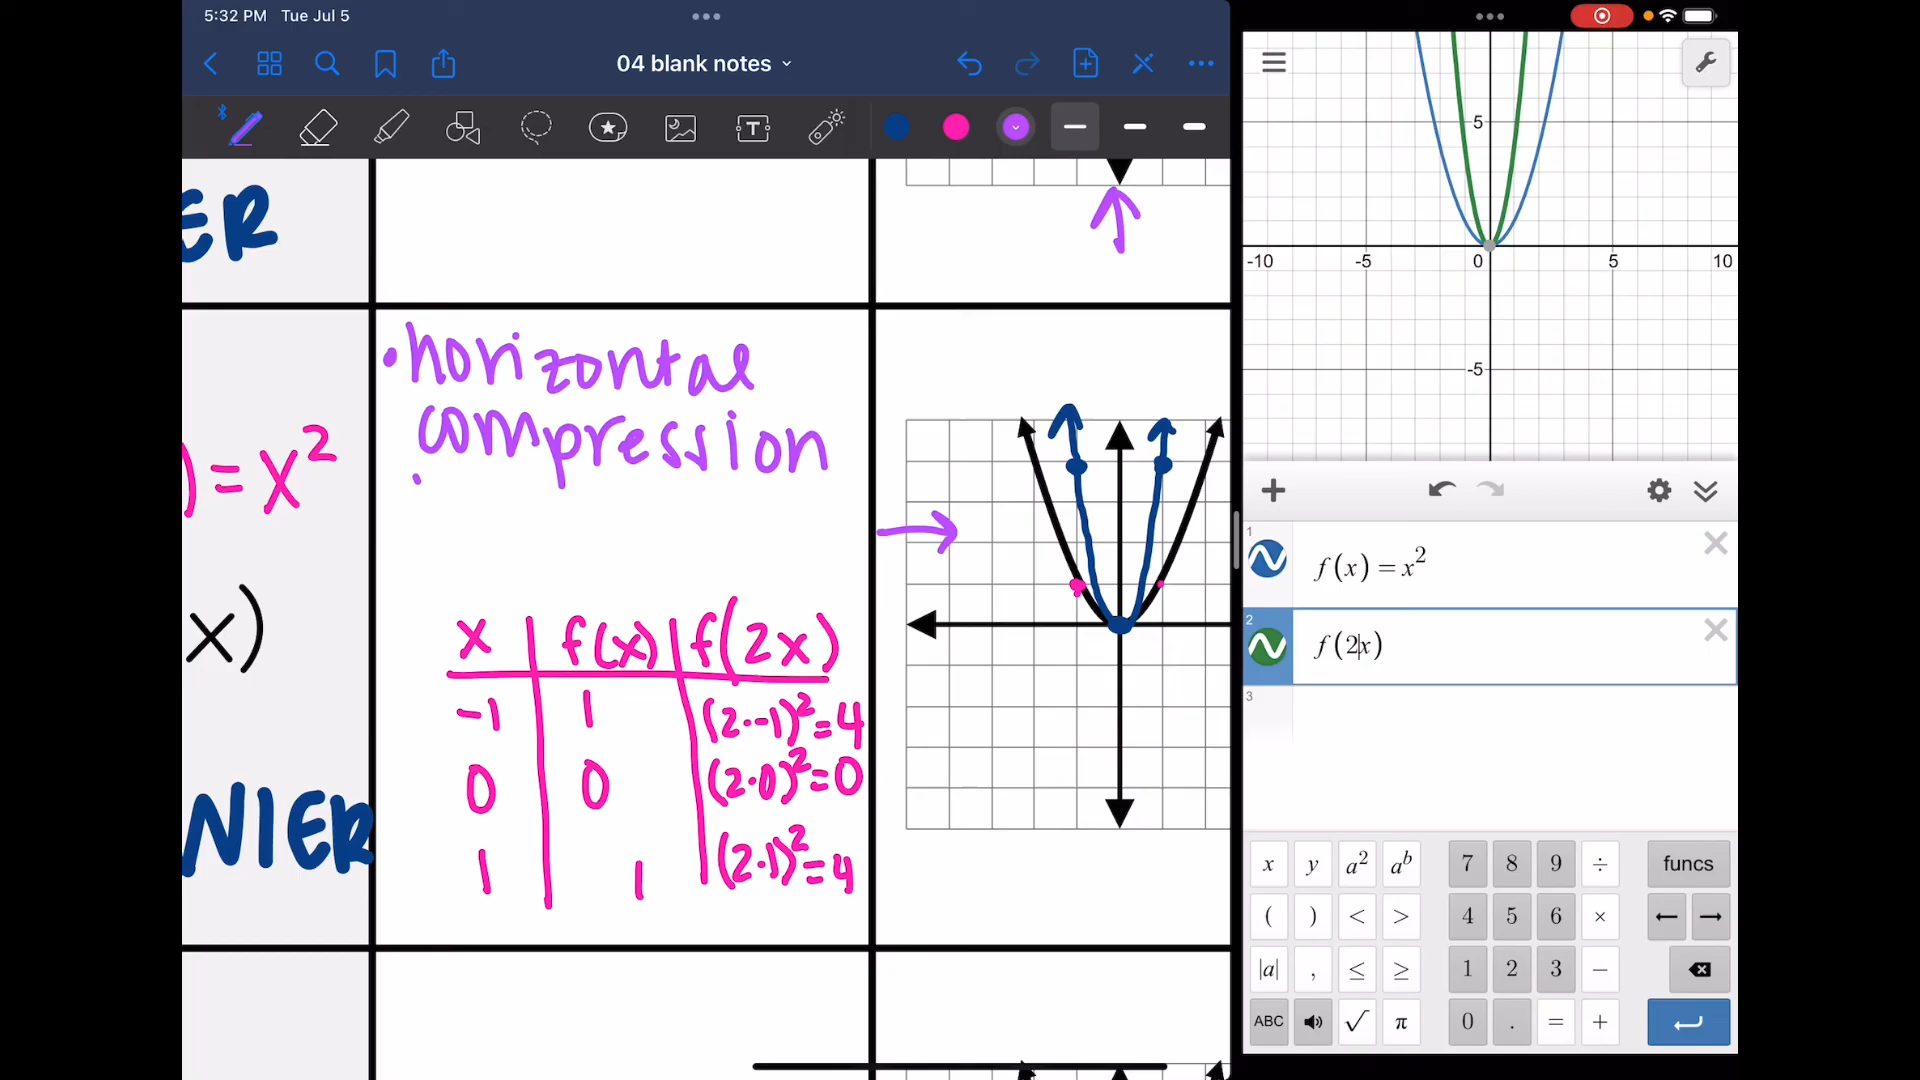 5:32 PM Tue Jul 5
04 blank notes
T
ER
• horizontal
compression
•
) = x²
x)
NIER
x f(x) f(2x)
-1 1 (2·-1)²=4
0 0 (2·0)²=0
1 1 (2·1)²=4
5
-10 -5 0 5 10
-5
1
f(x) = x²
2
f(2x)
3
x y a² aᵇ 7 8 9 ÷ funcs
( ) < > 4 5 6 × ← →
|a| , ≤ ≥ 1 2 3 −
ABC √ π 0 . = +